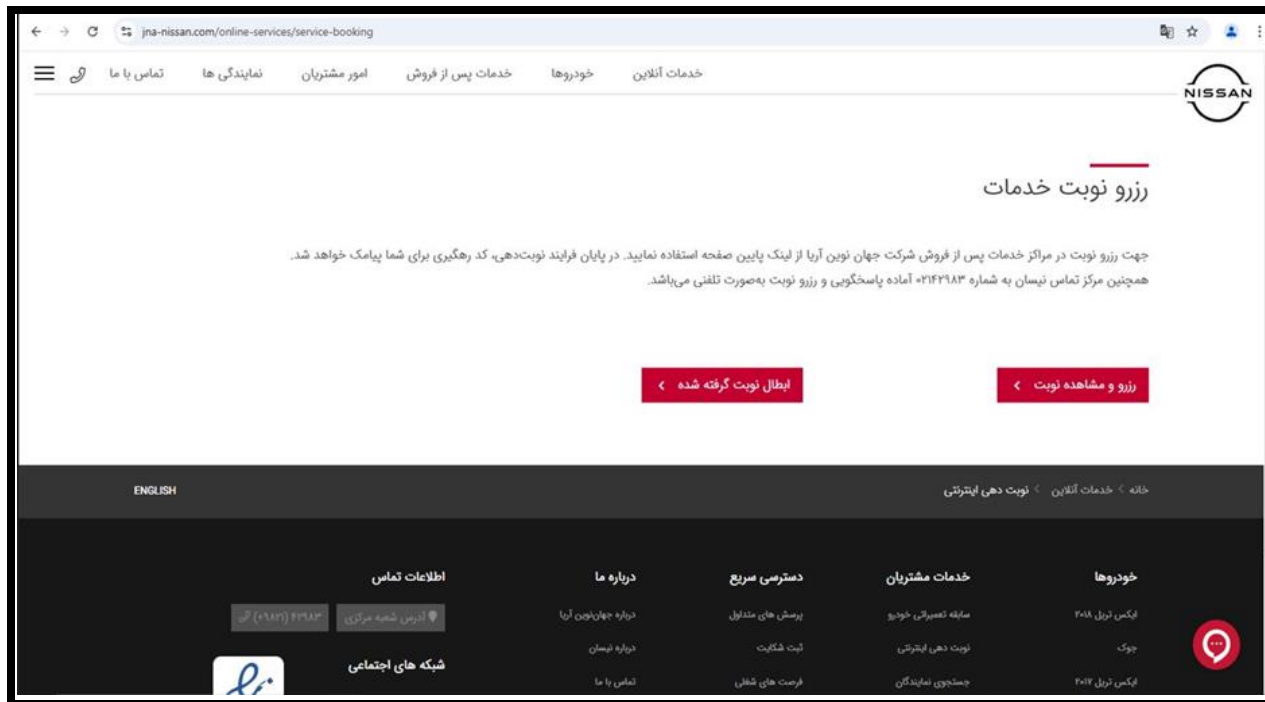 jna-nissan.com/online-services/service-booking
خدمات آنلاین خودروها خدمات پس از فروش امور مشتریان نمایندگی ها تماس با ما
NISSAN
رزرو نوبت خدمات
جهت رزرو نوبت در مراکز خدمات پس از فروش شرکت جهان نوین آریا از لینک پایین صفحه استفاده نمایید. در پایان فرایند نوبت‌دهی، کد رهگیری برای شما پیامک خواهد شد.
همچنین مرکز تماس نیسان به شماره ۰۲۱۴۲۹۸۳ آماده پاسخگویی و رزرو نوبت به‌صورت تلفنی می‌باشد.
رزرو و مشاهده نوبت ابطال نوبت گرفته شده
خانه > خدمات آنلاین > نوبت دهی اینترنتی ENGLISH
خودروها خدمات مشتریان دسترسی سریع درباره ما اطلاعات تماس
ایکس تریل ۲۰۱۸ سابقه تعمیراتی خودرو پرسش های متداول درباره جهان‌نوین آریا آدرس شعبه مرکزی ۴۲۹۸۳ (۹۸۲۱+)
جوک نوبت دهی اینترنتی ثبت شکایت درباره نیسان شبکه های اجتماعی
ایکس تریل ۲۰۱۷ جستجوی نمایندگان فرصت های شغلی تماس با ما